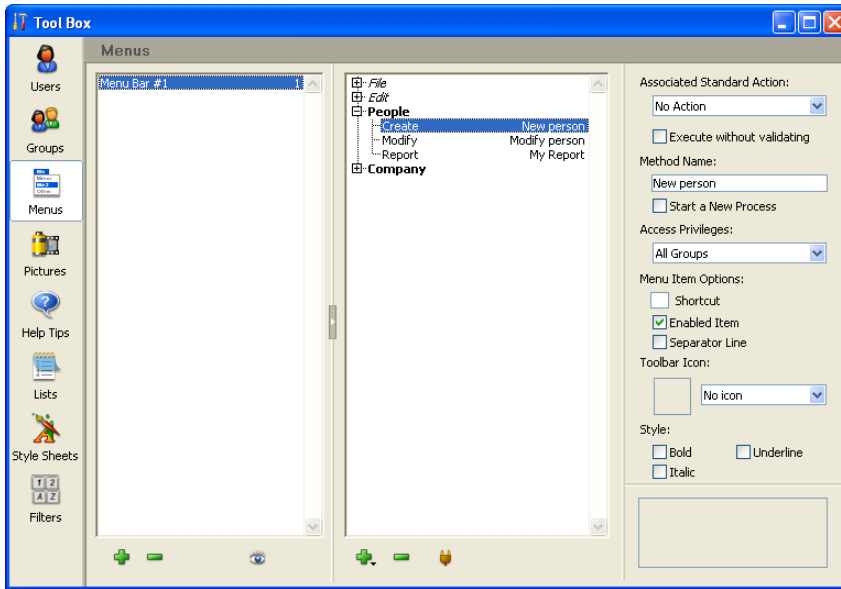 Tool Box
Menus
Users
Groups
Menus
Pictures
Help Tips
Lists
Style Sheets
Filters
Menu Bar #1 1
File
Edit
People
Create New person
Modify Modify person
Report My Report
Company
Associated Standard Action:
No Action
Execute without validating
Method Name:
New person
Start a New Process
Access Privileges:
All Groups
Menu Item Options:
Shortcut
Enabled Item
Separator Line
Toolbar Icon:
No icon
Style:
Bold Underline
Italic